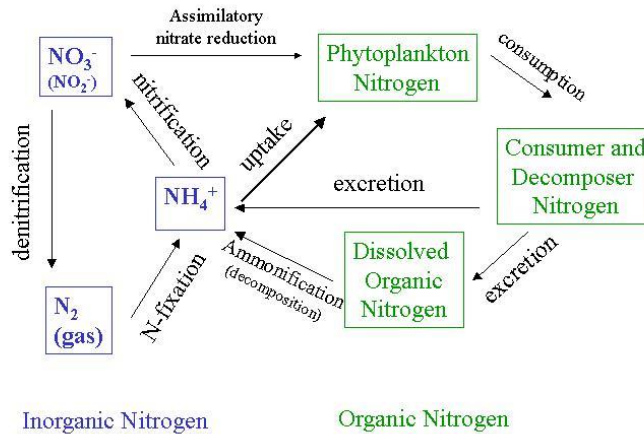 Assimilatory
nitrate reduction
NO₃⁻
(NO₂⁻)
Phytoplankton
Nitrogen
consumption
nitrification
uptake
denitrification
Consumer and
Decomposer
Nitrogen
excretion
NH₄⁺
Ammonification
(decomposition)
Dissolved
Organic
Nitrogen
excretion
N-fixation
N₂
(gas)
Inorganic Nitrogen
Organic Nitrogen